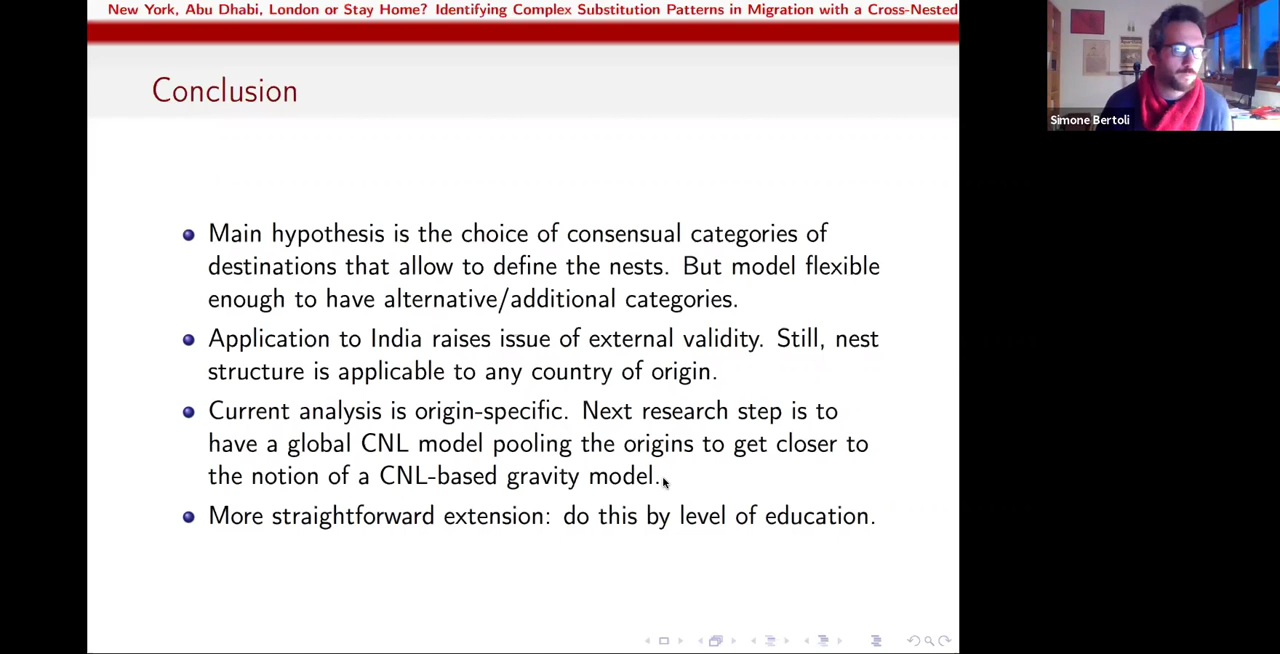 New York, Abu Dhabi, London or Stay Home? Identifying Complex Substitution Patterns in Migration with a Cross-Nested
Conclusion
Simone Bertoli
Main hypothesis is the choice of consensual categories of
destinations that allow to define the nests. But model flexible
enough to have alternative/additional categories.
Application to India raises issue of external validity. Still, nest
structure is applicable to any country of origin.
Current analysis is origin-specific. Next research step is to
have a global CNL model pooling the origins to get closer to
the notion of a CNL-based gravity model.
More straightforward extension: do this by level of education.